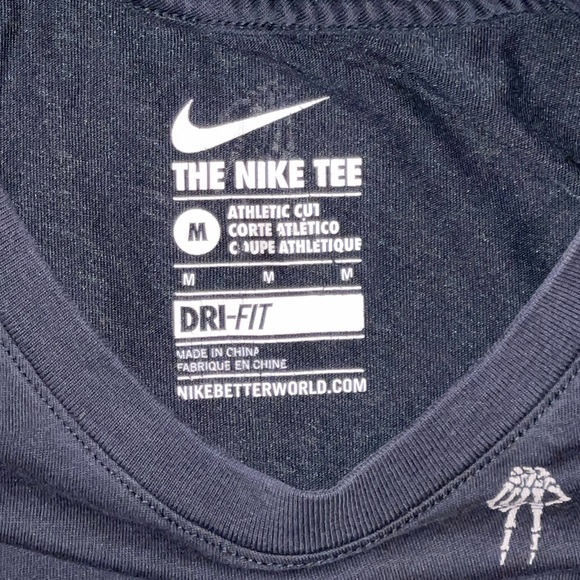 THE NIKE TEE
M
ATHLETIC CUT
CORTE ATLÉTICO
COUPE ATHLÉTIQUE
M M M
DRI-FIT
MADE IN CHINA
FABRIQUE EN CHINE
NIKEBETTERWORLD.COM